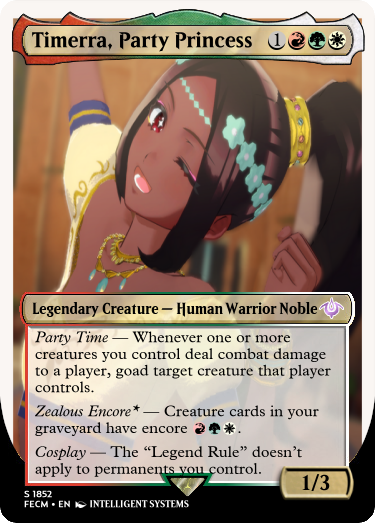 Timerra, Party Princess 1
Legendary Creature — Human Warrior Noble
Party Time — Whenever one or more
creatures you control deal combat damage
to a player, goad target creature that player
controls.
Zealous Encore* — Creature cards in your
graveyard have encore.
Cosplay — The “Legend Rule” doesn’t
apply to permanents you control.
1/3
S 1852
FECM • EN INTELLIGENT SYSTEMS